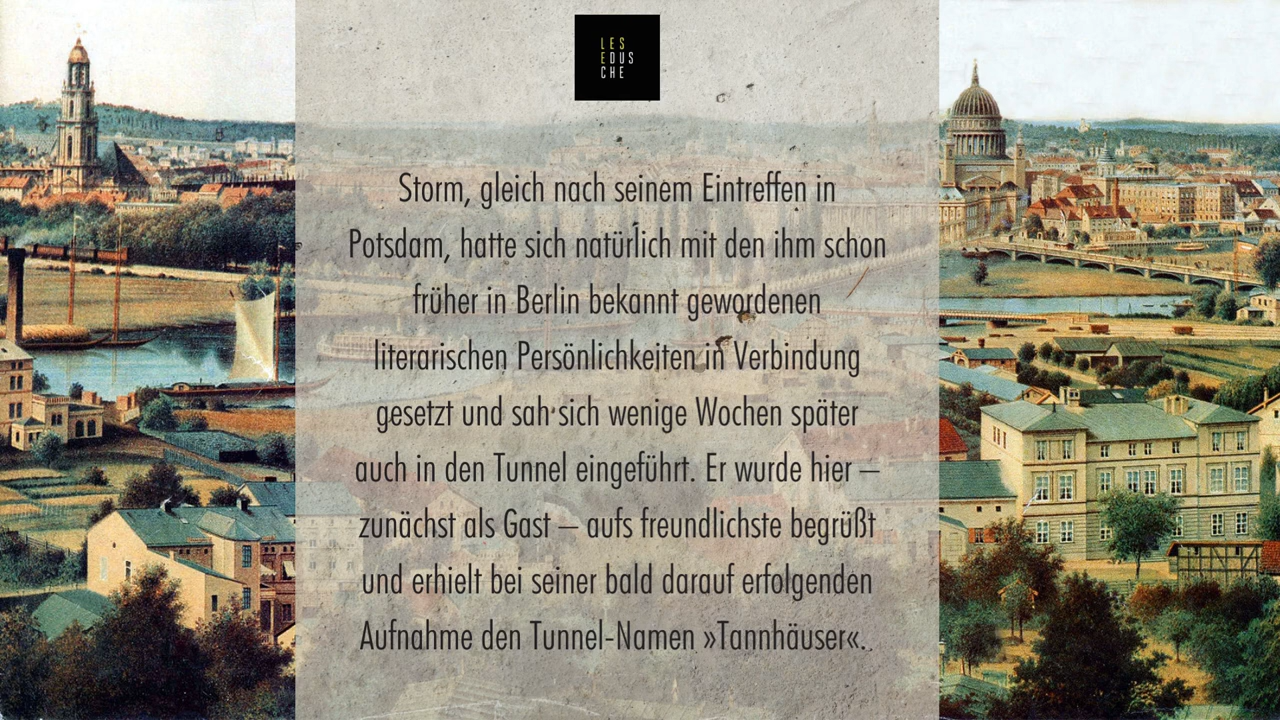 LES
EDUS
CHE
Storm, gleich nach seinem Eintreffen in
Potsdam, hatte sich natürlich mit den ihm schon
früher in Berlin bekannt gewordenen
literarischen Persönlichkeiten in Verbindung
gesetzt und sah sich wenige Wochen später
auch in den Tunnel eingeführt. Er wurde hier –
zunächst als Gast – aufs freundlichste begrüßt
und erhielt bei seiner bald darauf erfolgenden
Aufnahme den Tunnel-Namen »Tannhäuser«.